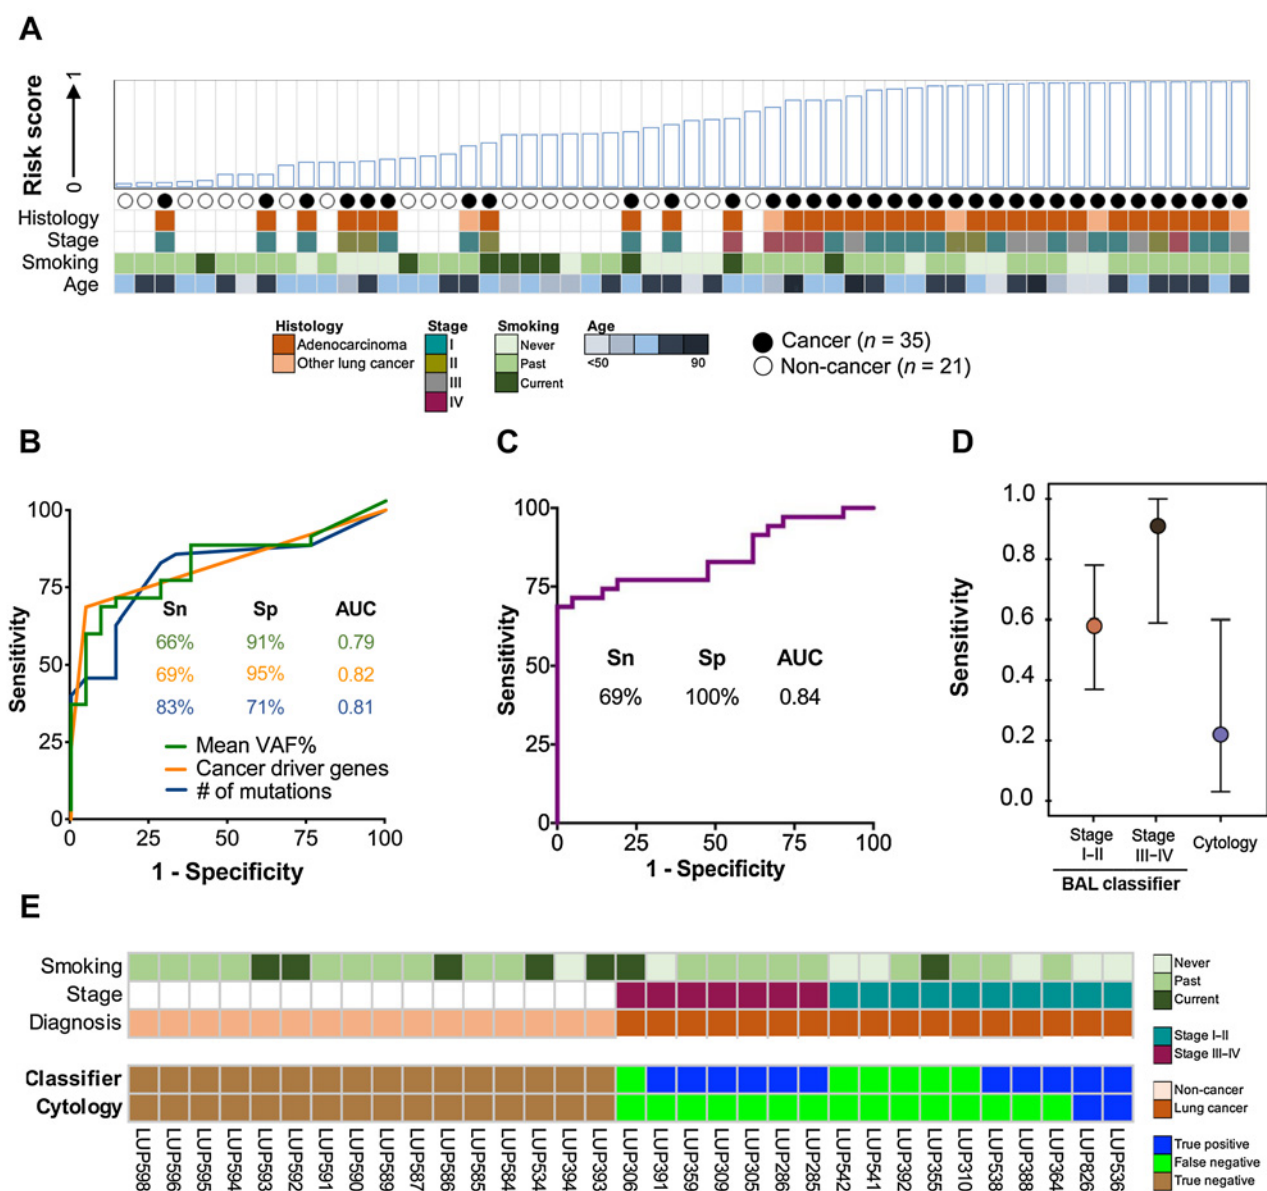 A
Risk score
0
1
Histology
Stage
Smoking
Age
Histology
Adenocarcinoma
Other lung cancer
Stage
I
II
III
IV
Smoking
Never
Past
Current
Age
<50
90
Cancer (n = 35)
Non-cancer (n = 21)
B
Sensitivity
100
75
50
25
0
Sn Sp AUC
66% 91% 0.79
69% 95% 0.82
83% 71% 0.81
Mean VAF%
Cancer driver genes
# of mutations
0 25 50 75 100
1 - Specificity
C
Sensitivity
100
75
50
25
0
Sn Sp AUC
69% 100% 0.84
0 25 50 75 100
1 - Specificity
D
Sensitivity
1.0
0.8
0.6
0.4
0.2
0.0
Stage I–II
Stage III–IV
Cytology
BAL classifier
E
Smoking
Stage
Diagnosis
Classifier
Cytology
LUP598
LUP596
LUP595
LUP594
LUP593
LUP592
LUP591
LUP590
LUP589
LUP587
LUP586
LUP585
LUP584
LUP534
LUP394
LUP393
LUP306
LUP391
LUP359
LUP309
LUP305
LUP286
LUP285
LUP542
LUP541
LUP392
LUP355
LUP310
LUP538
LUP388
LUP364
LUP826
LUP536
Never
Past
Current
Stage I–II
Stage III–IV
Non-cancer
Lung cancer
True positive
False negative
True negative